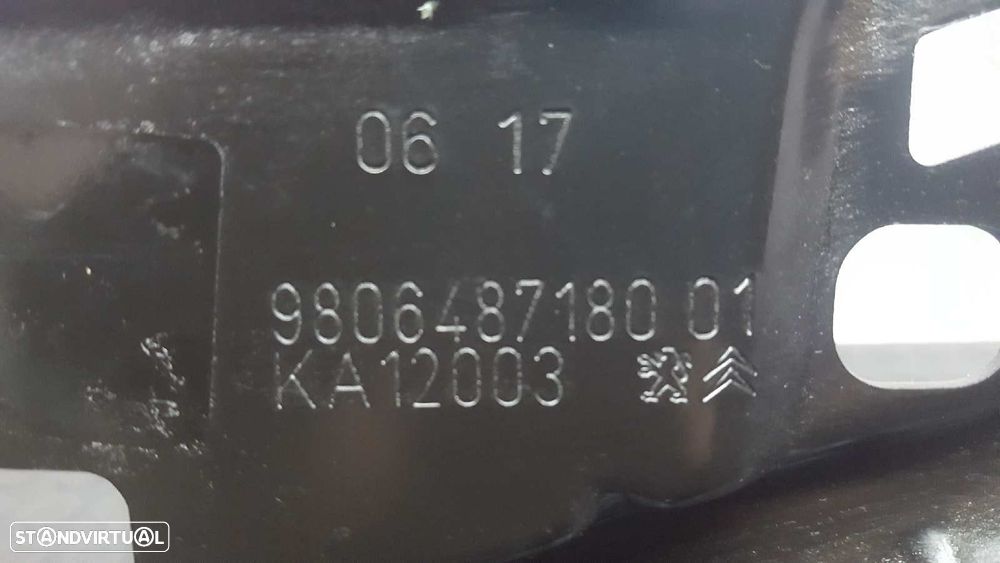 06 17
9806487180 01
KA12003
STANDVIRTUAL